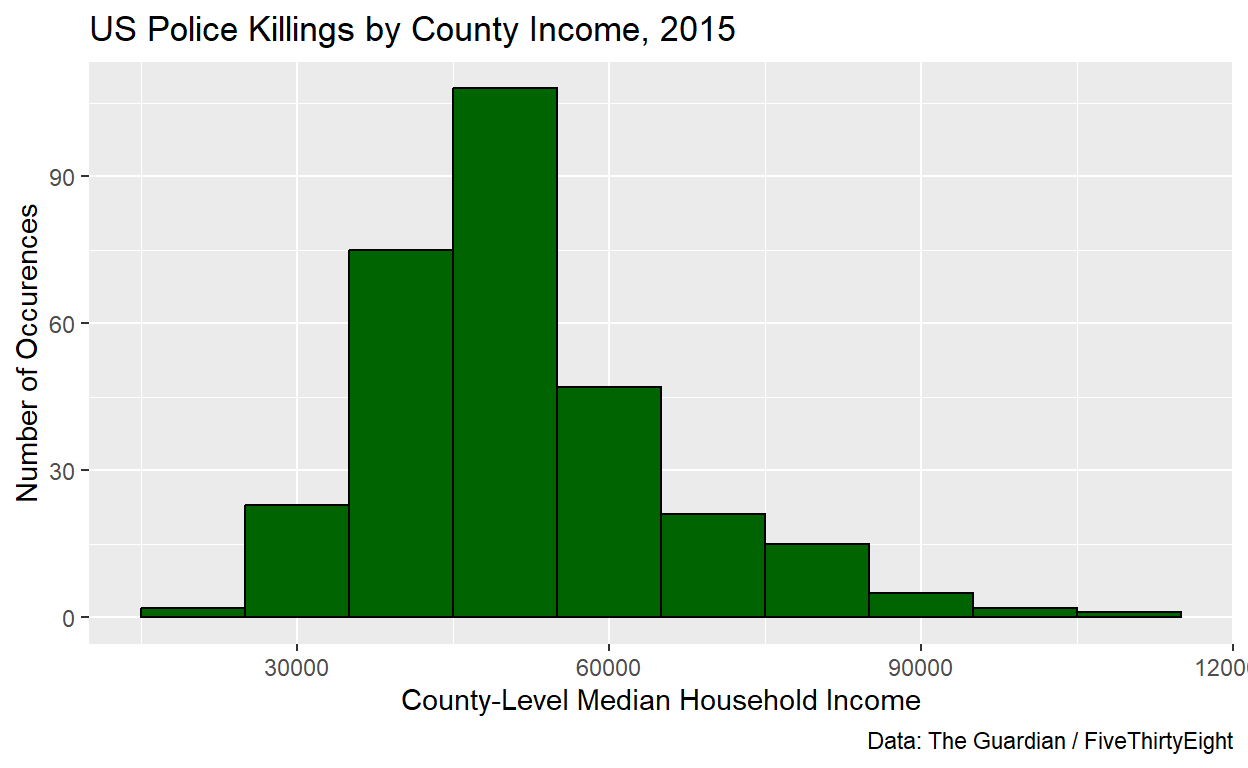 US Police Killings by County Income, 2015
Number of Occurences
90
60
30
0
30000
60000
90000
1200
County-Level Median Household Income
Data: The Guardian / FiveThirtyEight